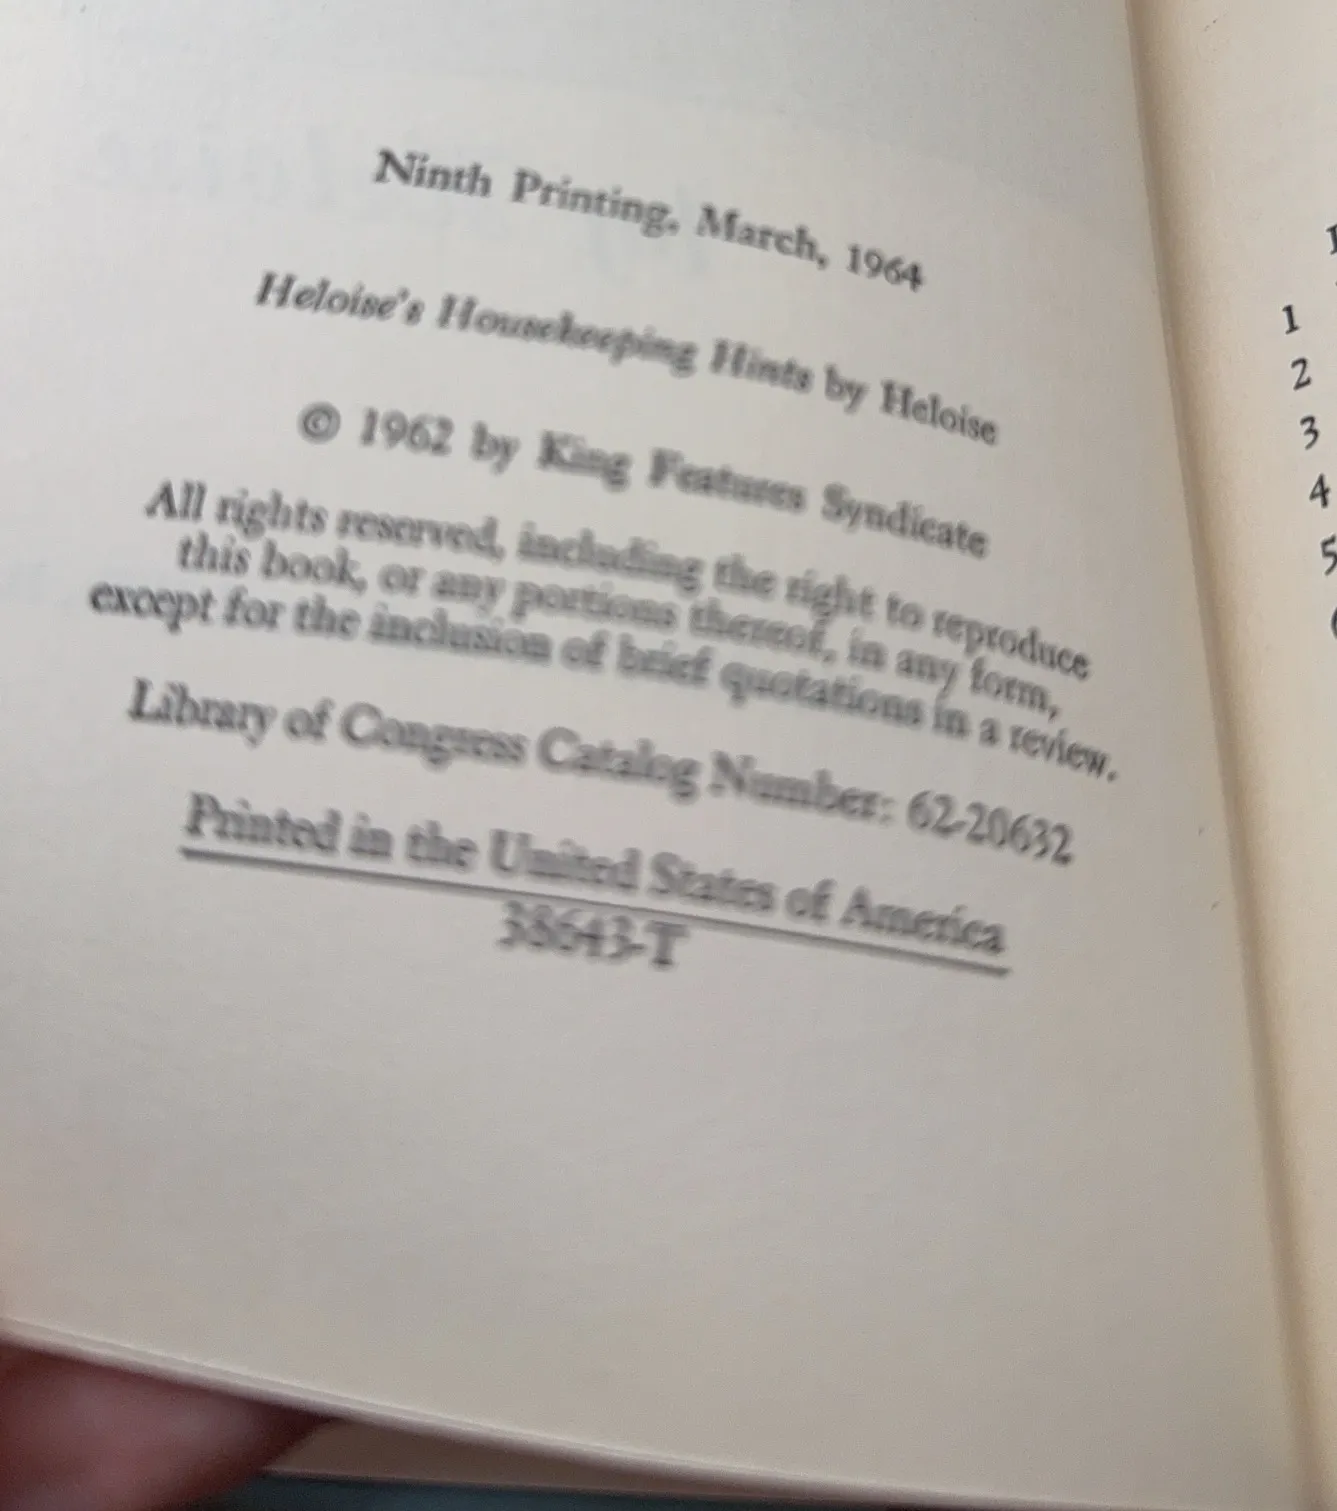 Ninth Printing, March, 1964
Heloise's Housekeeping Hints by Heloise
© 1962 by King Features Syndicate
All rights reserved, including the right to reproduce
this book, or any portions thereof, in any form,
except for the inclusion of brief quotations in a review.
Library of Congress Catalog Number: 62-20632
Printed in the United States of America
38643-T
1
2
3
4
5